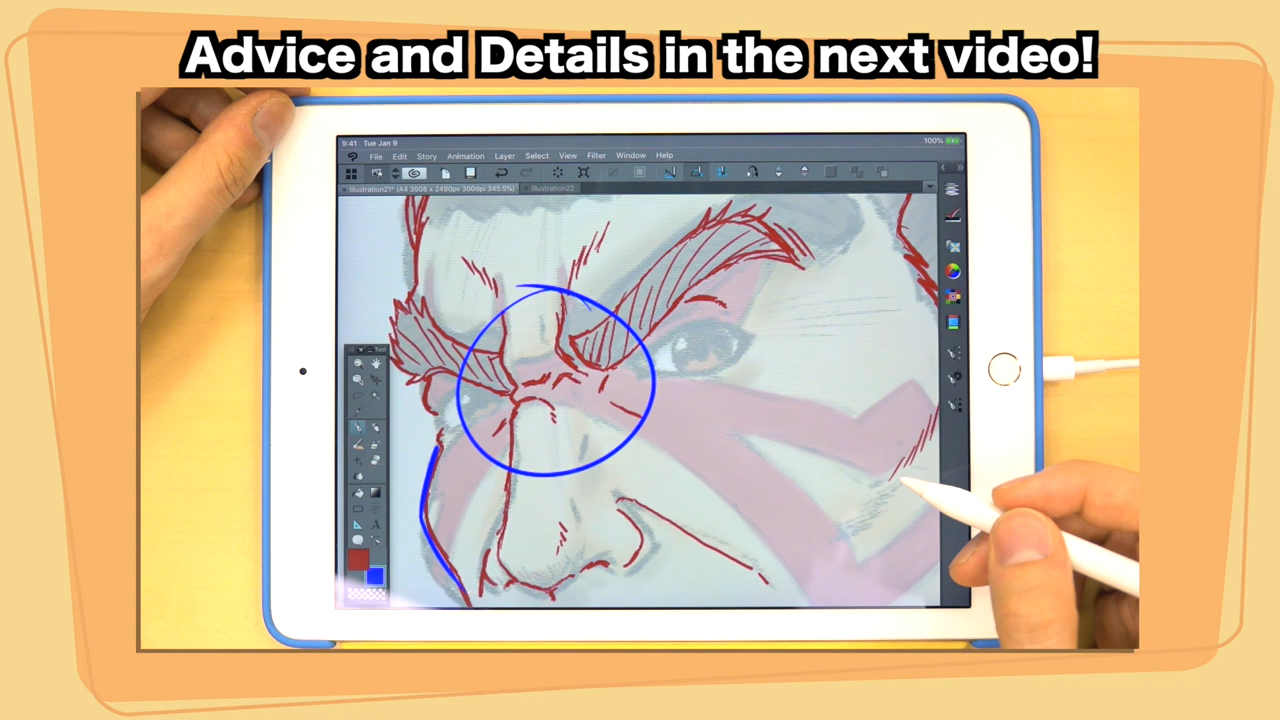 Advice and Details in the next video!
9:41 Tue Jan 9
100%
File Edit Story Animation Layer Select View Filter Window Help
Illustration21* (A4 3508 x 2480px 300dpi 345.5%) Illustration22
Tool
A